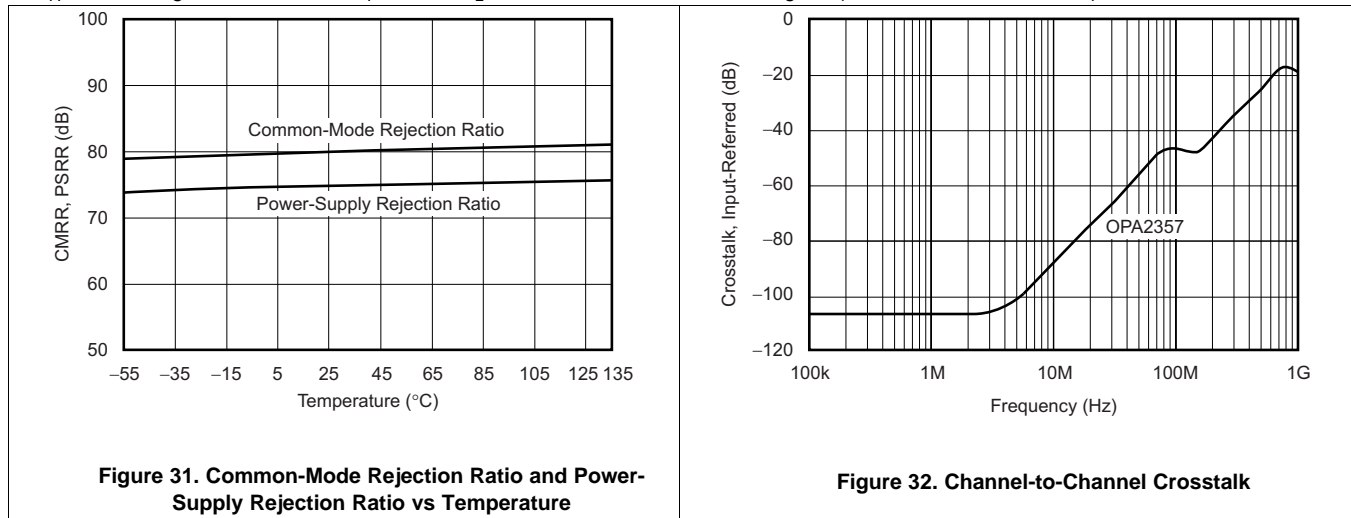 100
90
80
70
60
50
CMRR, PSRR (dB)
Common-Mode Rejection Ratio
Power-Supply Rejection Ratio
−55 −35 −15 5 25 45 65 85 105 125 135
Temperature (°C)
Figure 31. Common-Mode Rejection Ratio and Power-
Supply Rejection Ratio vs Temperature
0
−20
−40
−60
−80
−100
−120
Crosstalk, Input-Referred (dB)
OPA2357
100k 1M 10M 100M 1G
Frequency (Hz)
Figure 32. Channel-to-Channel Crosstalk